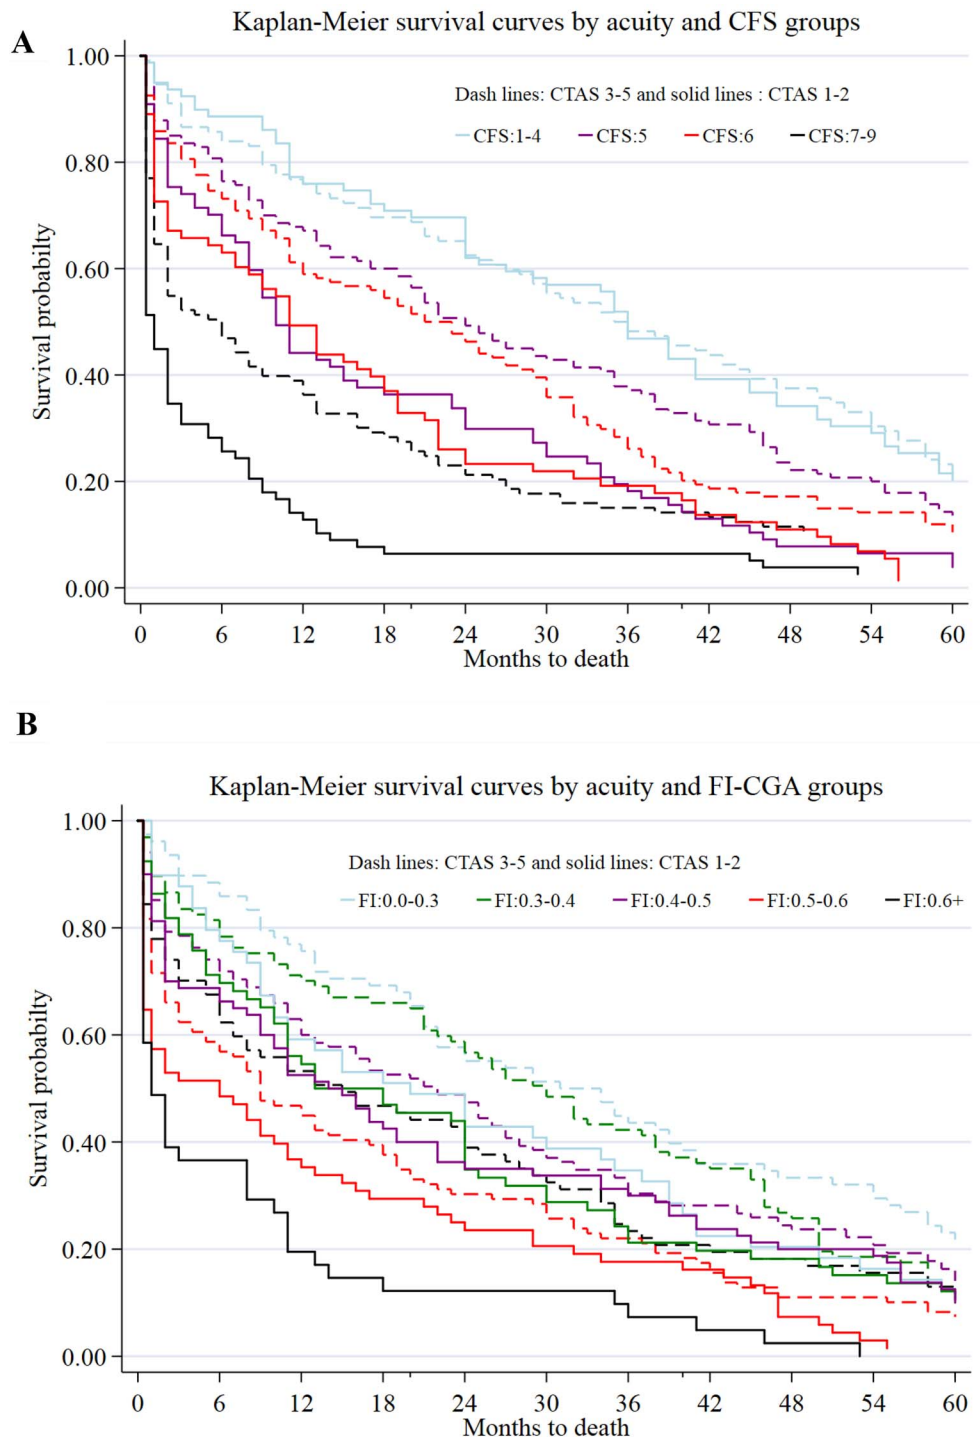 A
Kaplan-Meier survival curves by acuity and CFS groups
Dash lines: CTAS 3-5 and solid lines : CTAS 1-2
CFS:1-4 CFS:5 CFS:6 CFS:7-9
Survival probabilty
1.00
0.80
0.60
0.40
0.20
0.00
0 6 12 18 24 30 36 42 48 54 60
Months to death
B
Kaplan-Meier survival curves by acuity and FI-CGA groups
Dash lines: CTAS 3-5 and solid lines: CTAS 1-2
FI:0.0-0.3 FI:0.3-0.4 FI:0.4-0.5 FI:0.5-0.6 FI:0.6+
Survival probabilty
1.00
0.80
0.60
0.40
0.20
0.00
0 6 12 18 24 30 36 42 48 54 60
Months to death